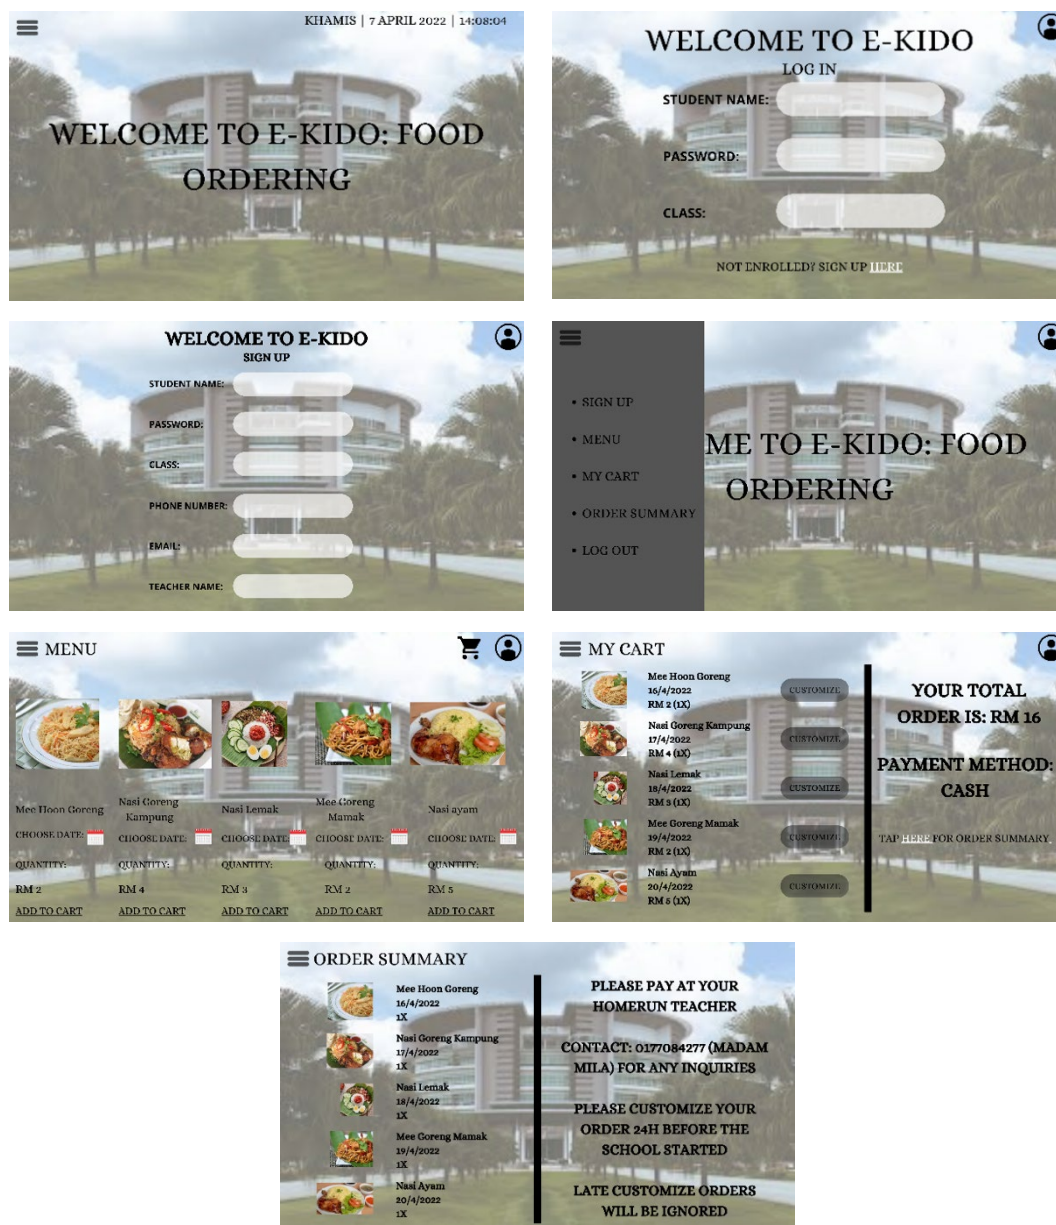 KHAMIS | 7 APRIL 2022 | 14:08:04
WELCOME TO E-KIDO: FOOD
ORDERING
WELCOME TO E-KIDO
LOG IN
STUDENT NAME:
PASSWORD:
CLASS:
NOT ENROLLED? SIGN UP HERE
WELCOME TO E-KIDO
SIGN UP
STUDENT NAME:
PASSWORD:
CLASS:
PHONE NUMBER:
EMAIL:
TEACHER NAME:
• SIGN UP
• MENU
• MY CART
• ORDER SUMMARY
• LOG OUT
ME TO E-KIDO: FOOD
ORDERING
MENU
Mee Hoon Goreng
CHOOSE DATE:
QUANTITY:
RM 2
ADD TO CART
Nasi Goreng
Kampung
CHOOSE DATE:
QUANTITY:
RM 4
ADD TO CART
Nasi Lemak
CHOOSE DATE:
QUANTITY:
RM 3
ADD TO CART
Mee Goreng
Mamak
CHOOSE DATE:
QUANTITY:
RM 2
ADD TO CART
Nasi ayam
CHOOSE DATE:
QUANTITY:
RM 5
ADD TO CART
MY CART
Mee Hoon Goreng
16/4/2022
RM 2 (1X)
CUSTOMIZE
Nasi Goreng Kampung
17/4/2022
RM 4 (1X)
CUSTOMIZE
Nasi Lemak
18/4/2022
RM 3 (1X)
CUSTOMIZE
Mee Goreng Mamak
19/4/2022
RM 2 (1X)
CUSTOMIZE
Nasi Ayam
20/4/2022
RM 5 (1X)
CUSTOMIZE
YOUR TOTAL
ORDER IS: RM 16
PAYMENT METHOD:
CASH
TAP HERE FOR ORDER SUMMARY.
ORDER SUMMARY
Mee Hoon Goreng
16/4/2022
1X
Nasi Goreng Kampung
17/4/2022
1X
Nasi Lemak
18/4/2022
1X
Mee Goreng Mamak
19/4/2022
1X
Nasi Ayam
20/4/2022
1X
PLEASE PAY AT YOUR
HOMERUN TEACHER
CONTACT: 0177084277 (MADAM
MILA) FOR ANY INQUIRIES
PLEASE CUSTOMIZE YOUR
ORDER 24H BEFORE THE
SCHOOL STARTED
LATE CUSTOMIZE ORDERS
WILL BE IGNORED